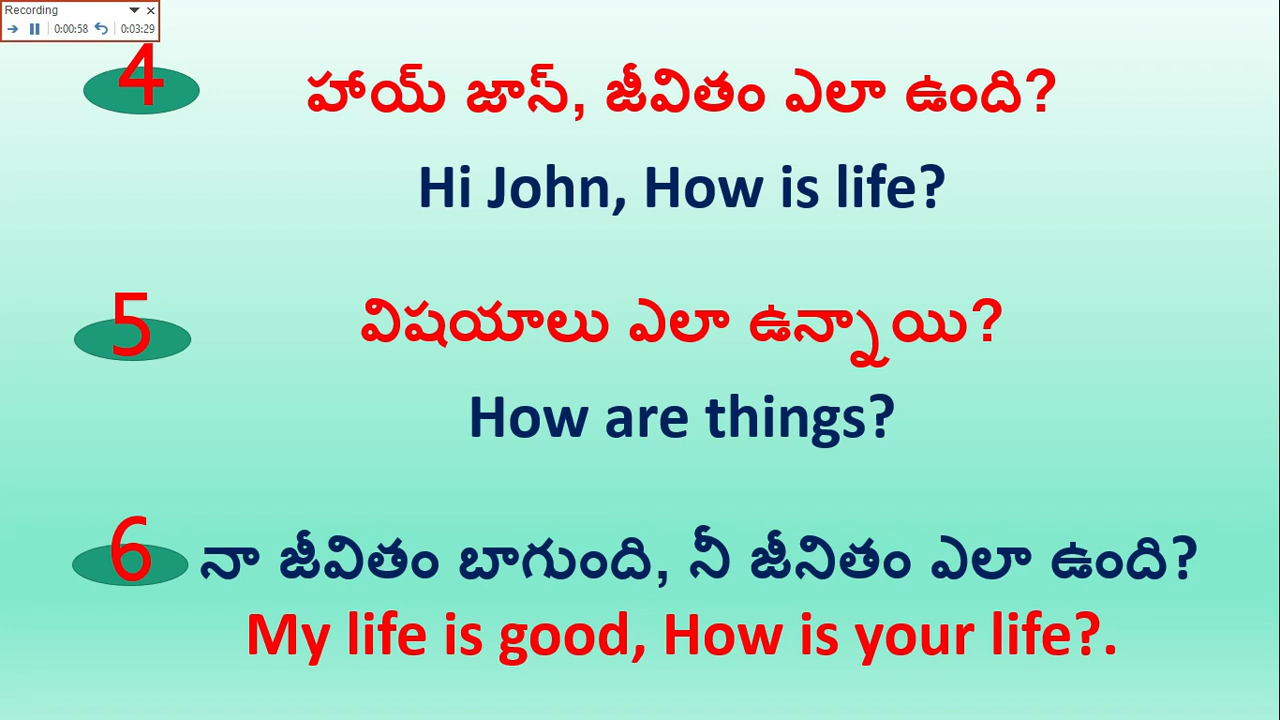 Recording
0:00:58 0:03:29
4
హాయ్ జాస్, జీవితం ఎలా ఉంది?
Hi John, How is life?
5
విషయాలు ఎలా ఉన్నాయి?
How are things?
6
నా జీవితం బాగుంది, నీ జీనితం ఎలా ఉంది?
My life is good, How is your life?.